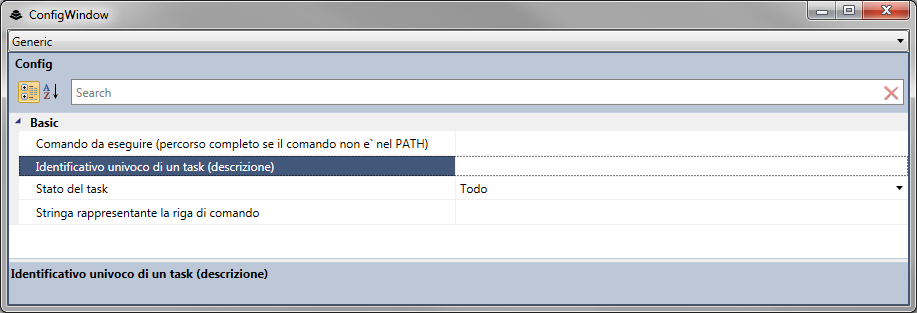 ConfigWindow
Generic
Config
Search
Basic
Comando da eseguire (percorso completo se il comando non e` nel PATH)
Identificativo univoco di un task (descrizione)
Stato del task Todo
Stringa rappresentante la riga di comando
Identificativo univoco di un task (descrizione)